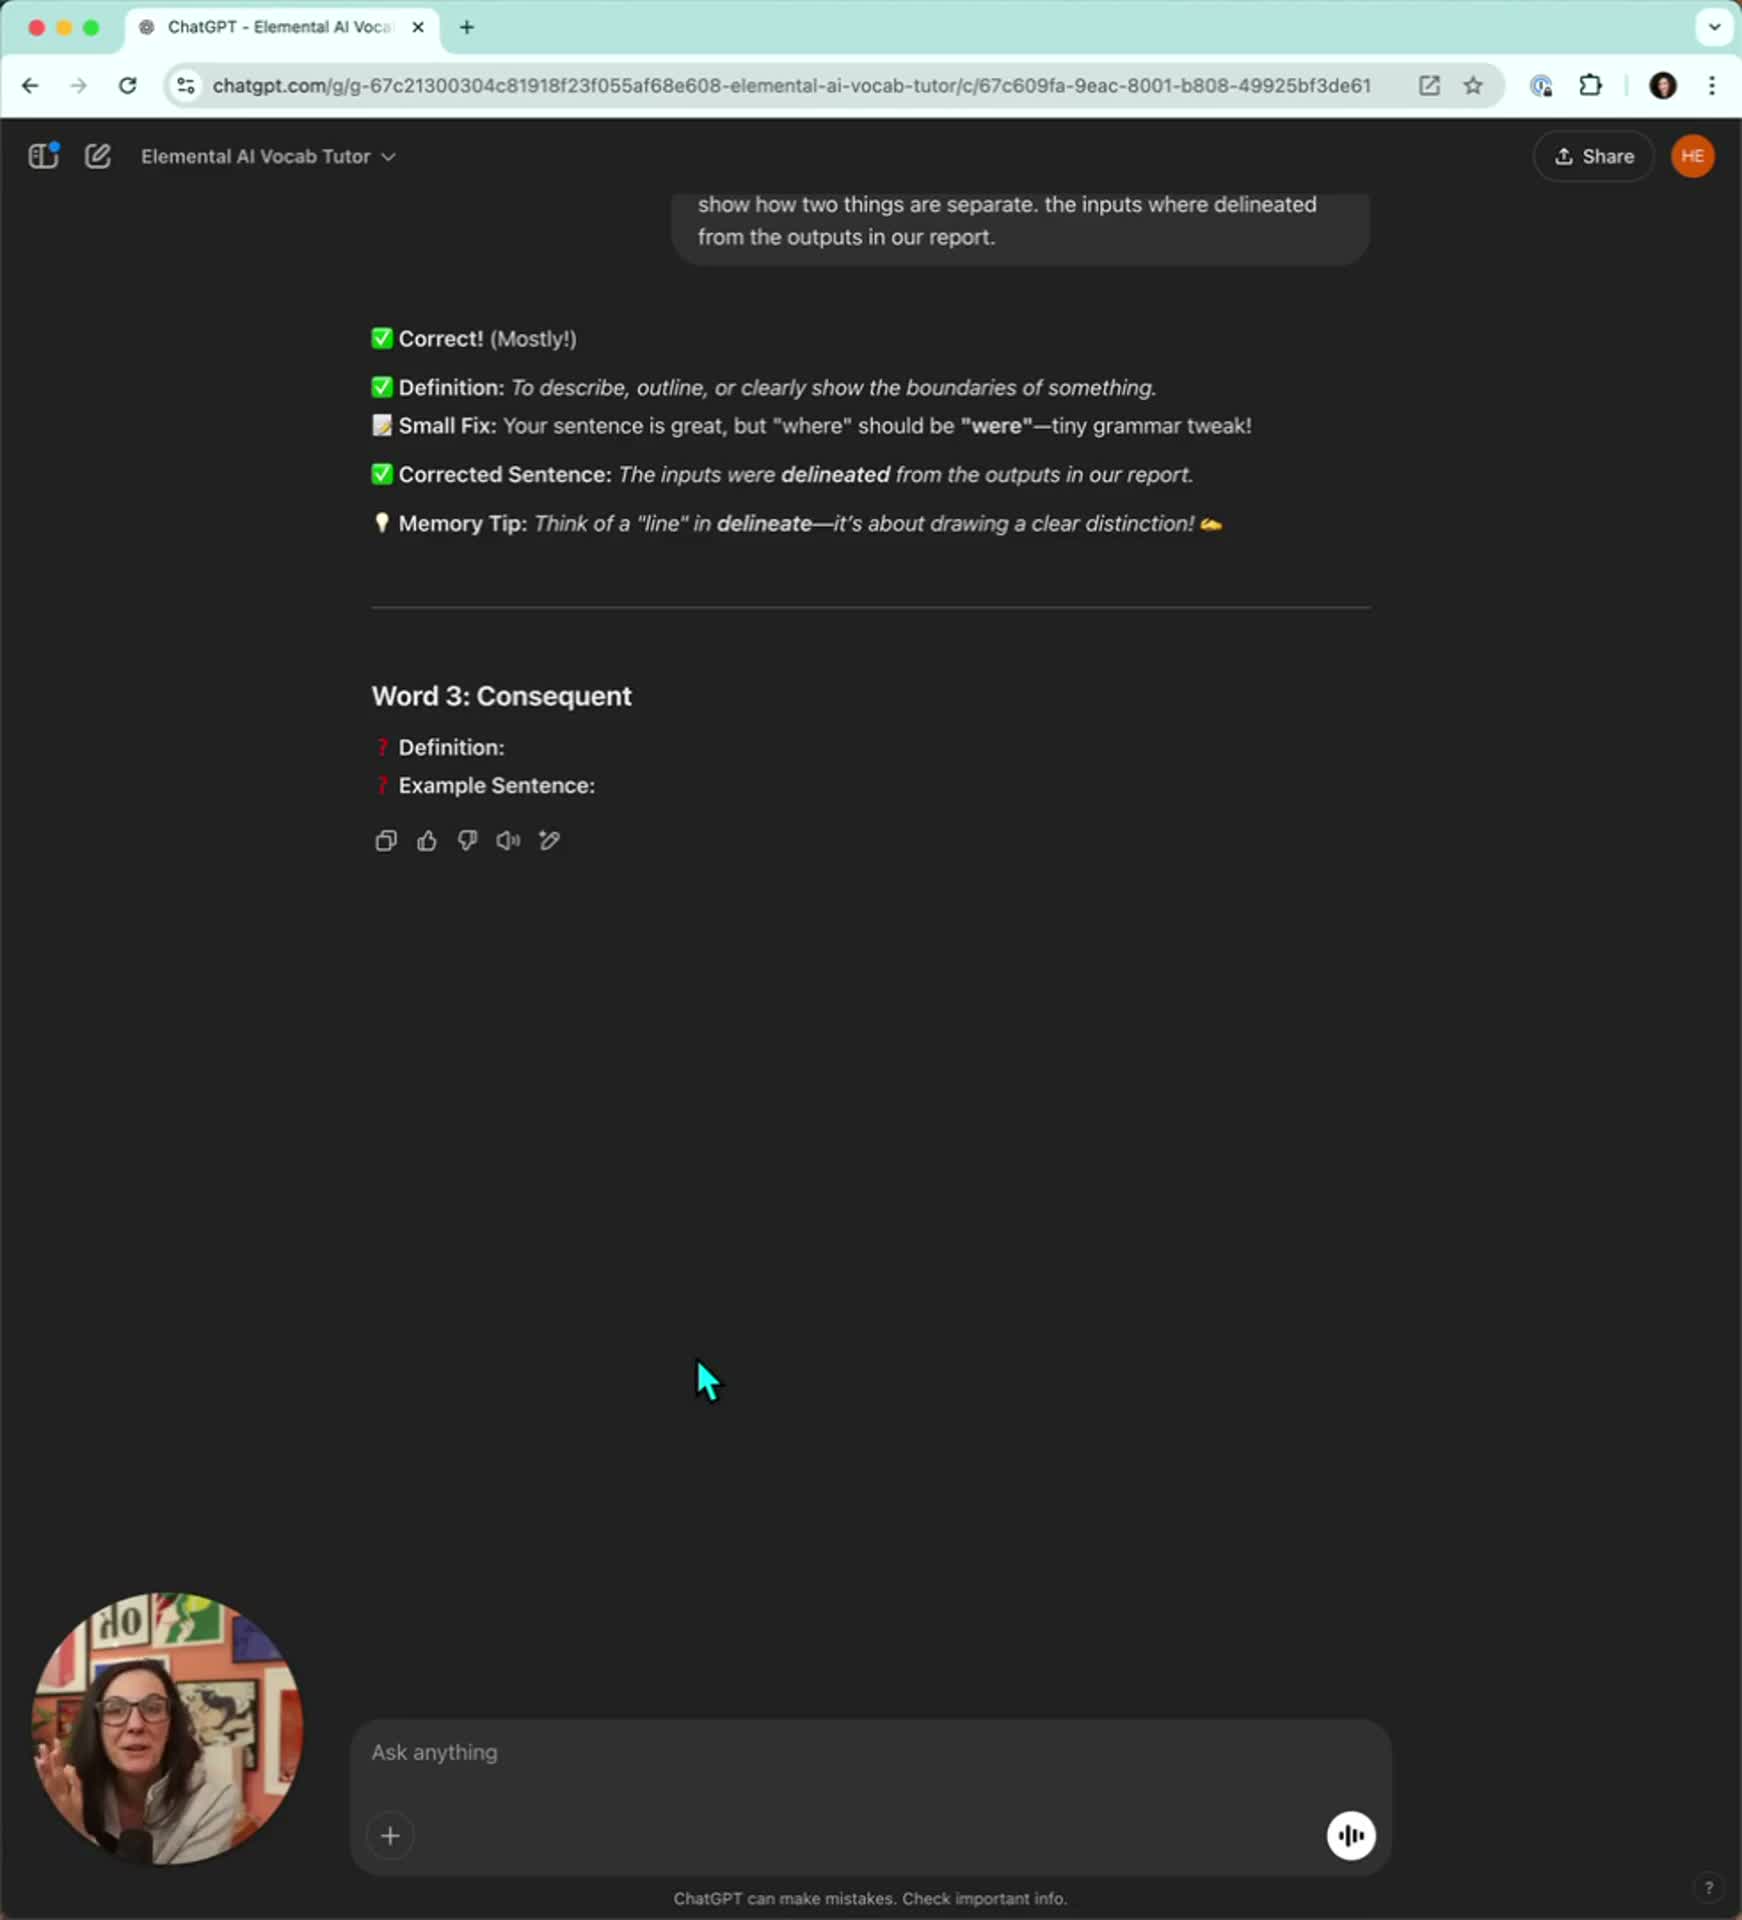 ChatGPT - Elemental AI Voca
chatgpt.com/g/g-67c21300304c81918f23f055af68e608-elemental-ai-vocab-tutor/c/67c609fa-9eac-8001-b808-49925bf3de61
Elemental AI Vocab Tutor
Share
HE
show how two things are separate. the inputs where delineated
from the outputs in our report.
✅ Correct! (Mostly!)
✅ Definition: To describe, outline, or clearly show the boundaries of something.
📝 Small Fix: Your sentence is great, but "where" should be "were"—tiny grammar tweak!
✅ Corrected Sentence: The inputs were delineated from the outputs in our report.
💡 Memory Tip: Think of a "line" in delineate—it's about drawing a clear distinction! ✍️
Word 3: Consequent
❓ Definition:
❓ Example Sentence:
Ask anything
ChatGPT can make mistakes. Check important info.
?